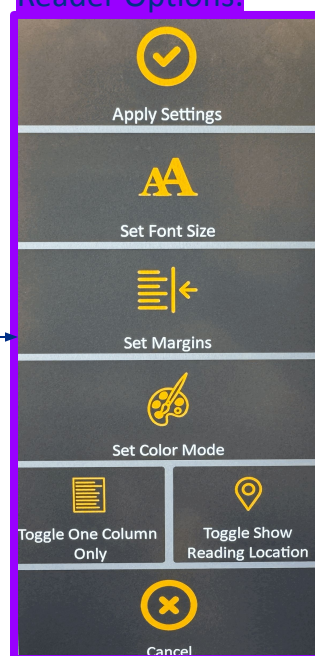 Reader Options:
Apply Settings
Set Font Size
Set Margins
Set Color Mode
Toggle One Column
Only
Toggle Show
Reading Location
Cancel